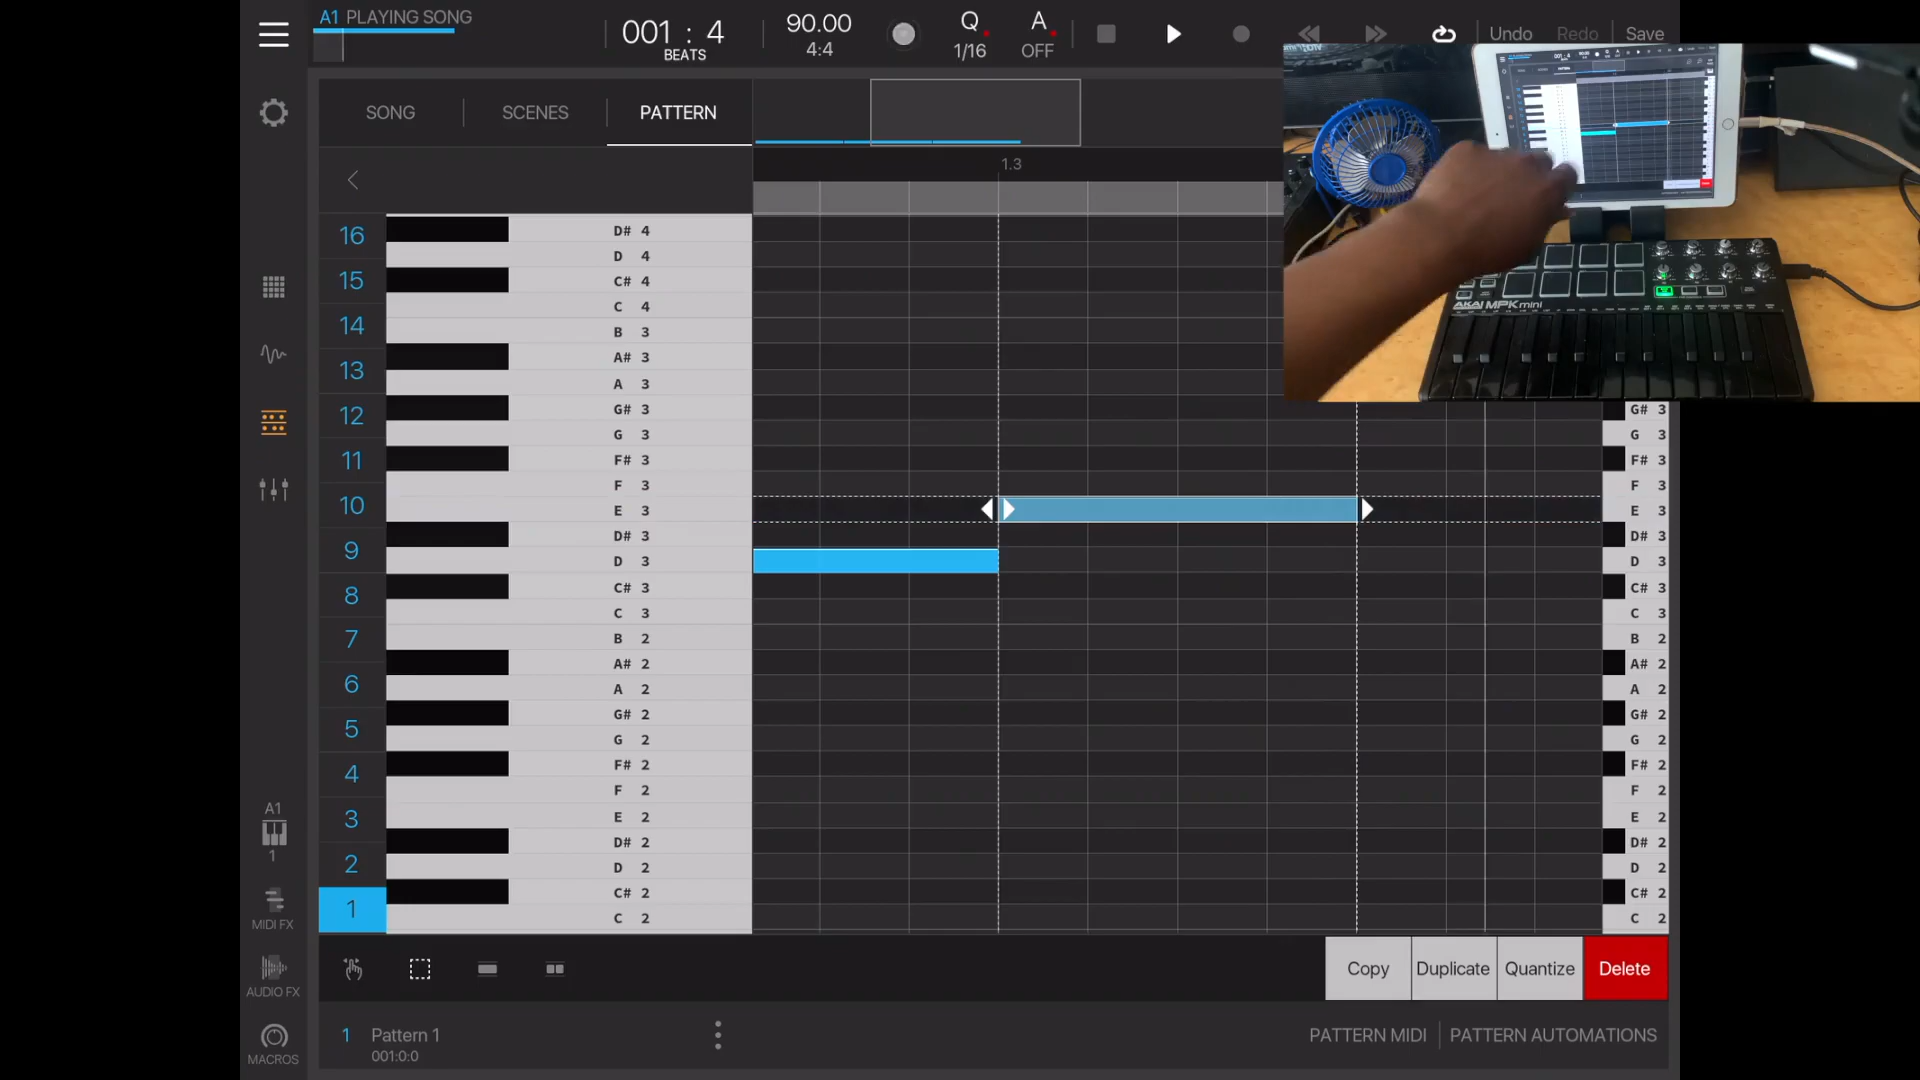 A1 PLAYING SONG
001 : 4
BEATS
90.00
4:4
Q
1/16
A
OFF
Undo
Redo
Save
SONG
SCENES
PATTERN
1.3
16
15
14
13
12
11
10
9
8
7
6
5
4
3
2
1
D# 4
D 4
C# 4
C 4
B 3
A# 3
A 3
G# 3
G 3
F# 3
F 3
E 3
D# 3
D 3
C# 3
C 3
B 2
A# 2
A 2
G# 2
G 2
F# 2
F 2
E 2
D# 2
D 2
C# 2
C 2
G# 3
G 3
F# 3
F 3
E 3
D# 3
D 3
C# 3
C 3
B 2
A# 2
A 2
G# 2
G 2
F# 2
F 2
E 2
D# 2
D 2
C# 2
C 2
AKAI MPK mini
A1
1
MIDI FX
AUDIO FX
MACROS
Copy
Duplicate
Quantize
Delete
1 Pattern 1
001:0:0
PATTERN MIDI
PATTERN AUTOMATIONS